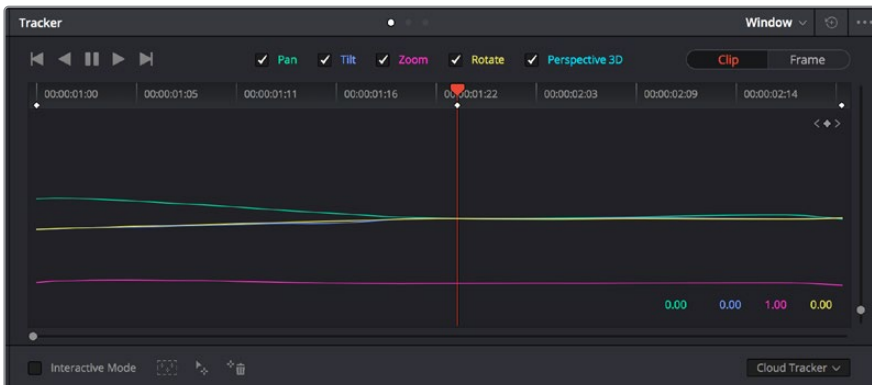 Tracker
Window
Pan Tilt Zoom Rotate Perspective 3D
Clip Frame
00:00:01:00 00:00:01:05 00:00:01:11 00:00:01:16 00:00:01:22 00:00:02:03 00:00:02:09 00:00:02:14
0.00 0.00 1.00 0.00
Interactive Mode
Cloud Tracker